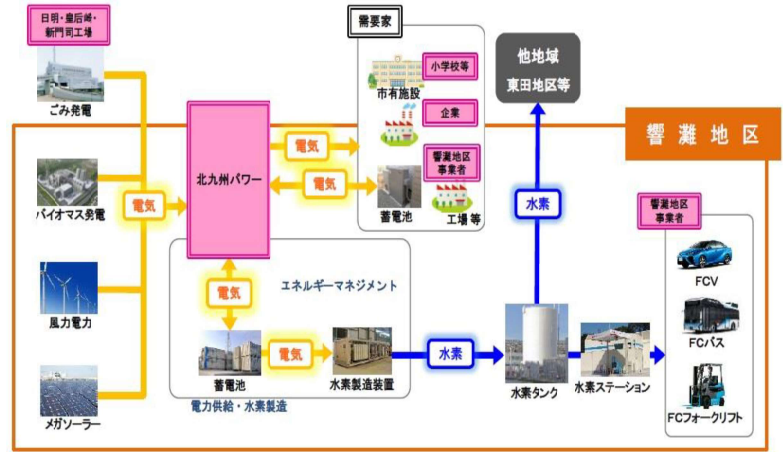 日明・皇后崎・
新門司工場
ごみ発電
バイオマス発電
風力電力
メガソーラー
電気
北九州パワー
電気
電気
需要家
小学校等
市有施設
企業
響灘地区
事業者
蓄電池
工場 等
他地域
東田地区等
響 灘 地 区
水素
エネルギーマネジメント
電気
蓄電池
電気
水素製造装置
電力供給・水素製造
水素
水素タンク
水素ステーション
響灘地区
事業者
FCV
FCバス
FCフォークリフト